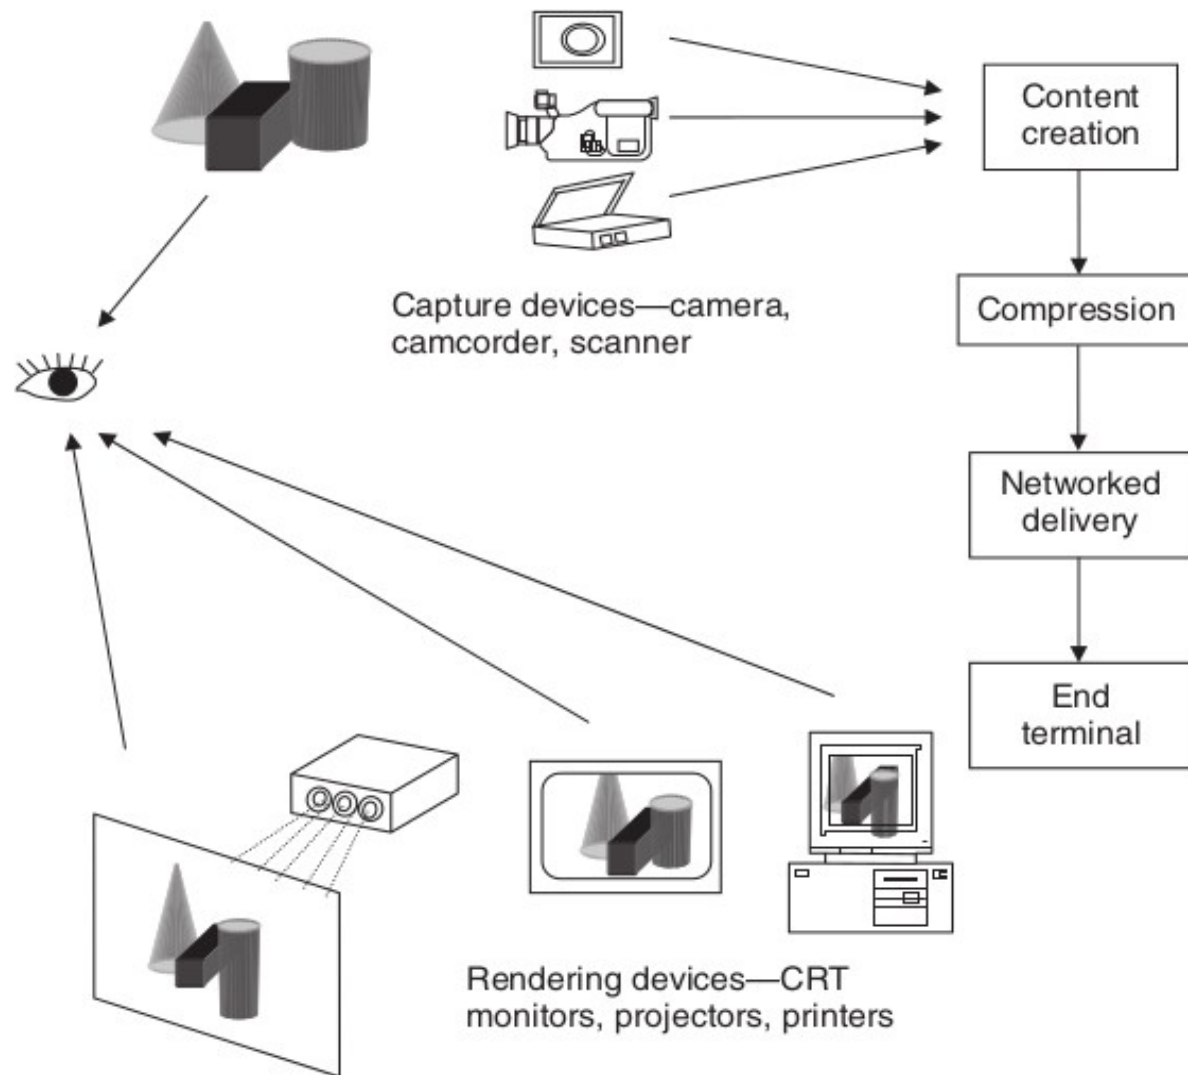 Content
creation
Capture devices—camera,
camcorder, scanner
Compression
Networked
delivery
End
terminal
Rendering devices—CRT
monitors, projectors, printers